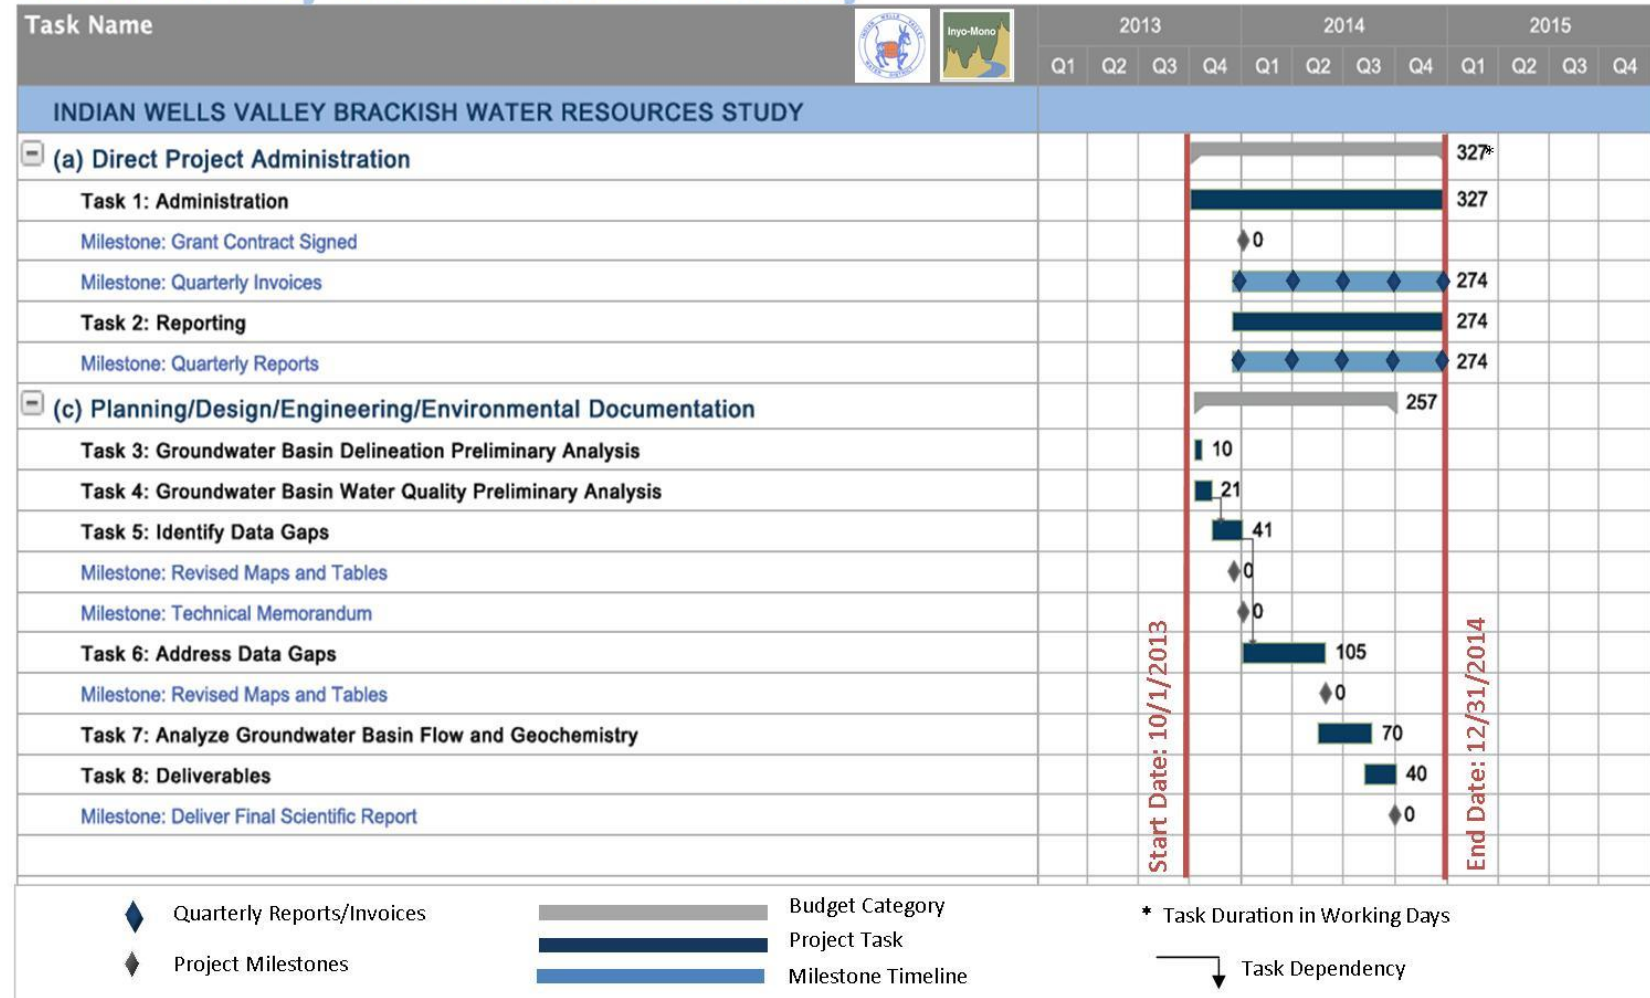 Task Name
INDIAN WELLS VALLEY
WATER DISTRICT
Inyo-Mono
2013 2014 2015
Q1 Q2 Q3 Q4 Q1 Q2 Q3 Q4 Q1 Q2 Q3 Q4
INDIAN WELLS VALLEY BRACKISH WATER RESOURCES STUDY
(a) Direct Project Administration 327*
Task 1: Administration 327
Milestone: Grant Contract Signed 0
Milestone: Quarterly Invoices 274
Task 2: Reporting 274
Milestone: Quarterly Reports 274
(c) Planning/Design/Engineering/Environmental Documentation 257
Task 3: Groundwater Basin Delineation Preliminary Analysis 10
Task 4: Groundwater Basin Water Quality Preliminary Analysis 21
Task 5: Identify Data Gaps 41
Milestone: Revised Maps and Tables 0
Milestone: Technical Memorandum 0
Task 6: Address Data Gaps 105
Milestone: Revised Maps and Tables 0
Task 7: Analyze Groundwater Basin Flow and Geochemistry 70
Task 8: Deliverables 40
Milestone: Deliver Final Scientific Report 0
Start Date: 10/1/2013
End Date: 12/31/2014
Quarterly Reports/Invoices
Project Milestones
Budget Category
Project Task
Milestone Timeline
* Task Duration in Working Days
Task Dependency